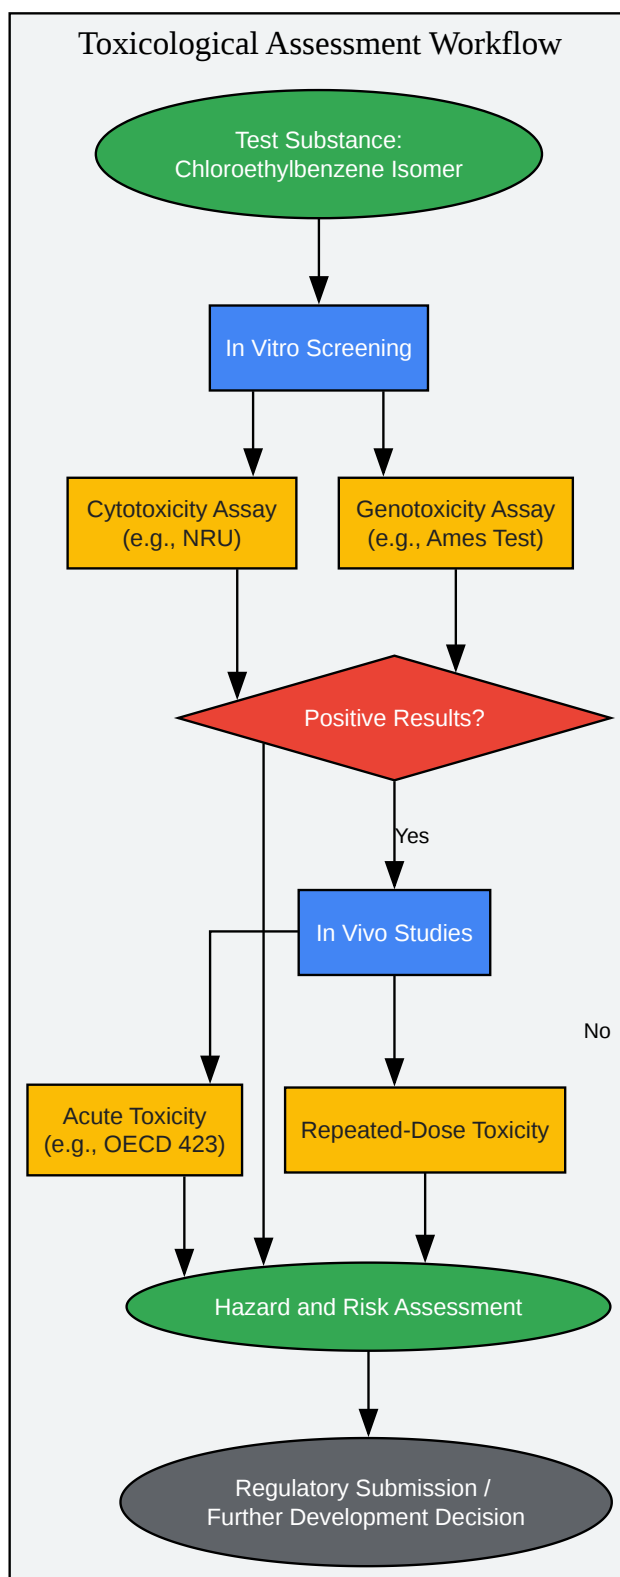 Toxicological Assessment Workflow
Test Substance:
Chloroethylbenzene Isomer
In Vitro Screening
Cytotoxicity Assay
(e.g., NRU)
Genotoxicity Assay
(e.g., Ames Test)
Positive Results?
Yes
In Vivo Studies
No
Acute Toxicity
(e.g., OECD 423)
Repeated-Dose Toxicity
Hazard and Risk Assessment
Regulatory Submission /
Further Development Decision